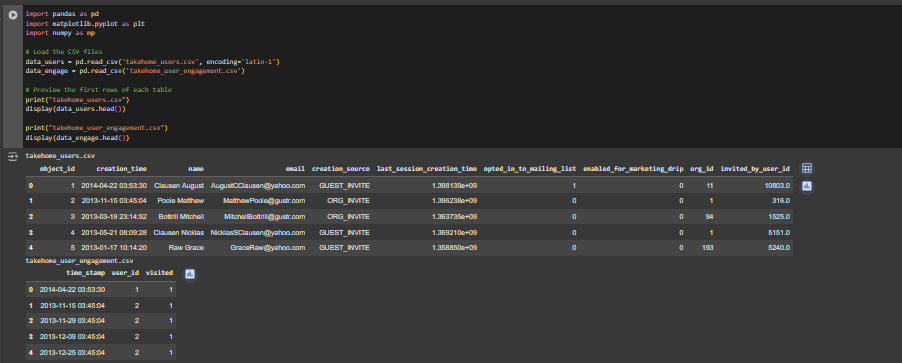 import pandas as pd
import matplotlib.pyplot as plt
import numpy as np
# Load the CSV files
data_users = pd.read_csv('takehome_users.csv', encoding='latin-1')
data_engage = pd.read_csv('takehome_user_engagement.csv')
# Preview the first rows of each table
print("takehome_users.csv")
display(data_users.head())
print("takehome_user_engagement.csv")
display(data_engage.head())
takehome_users.csv
object_id creation_time name email creation_source last_session_creation_time opted_in_to_mailing_list enabled_for_marketing_drip org_id invited_by_user_id
0 1 2014-04-22 03:53:30 Clausen August AugustCClausen@yahoo.com GUEST_INVITE 1.398139e+09 1 0 11 10803.0
1 2 2013-11-15 03:45:04 Poole Matthew MatthewPoole@gustr.com ORG_INVITE 1.396238e+09 0 0 1 316.0
2 3 2013-03-19 23:14:52 Bottrill Mitchell MitchellBottrill@gustr.com ORG_INVITE 1.363735e+09 0 0 94 1525.0
3 4 2013-05-21 08:09:28 Clausen Nicklas NicklasSClausen@yahoo.com GUEST_INVITE 1.369210e+09 0 0 1 5151.0
4 5 2013-01-17 10:14:20 Raw Grace GraceRaw@yahoo.com GUEST_INVITE 1.358850e+09 0 0 193 5240.0
takehome_user_engagement.csv
time_stamp user_id visited
0 2014-04-22 03:53:30 1 1
1 2013-11-15 03:45:04 2 1
2 2013-11-29 03:45:04 2 1
3 2013-12-09 03:45:04 2 1
4 2013-12-25 03:45:04 2 1